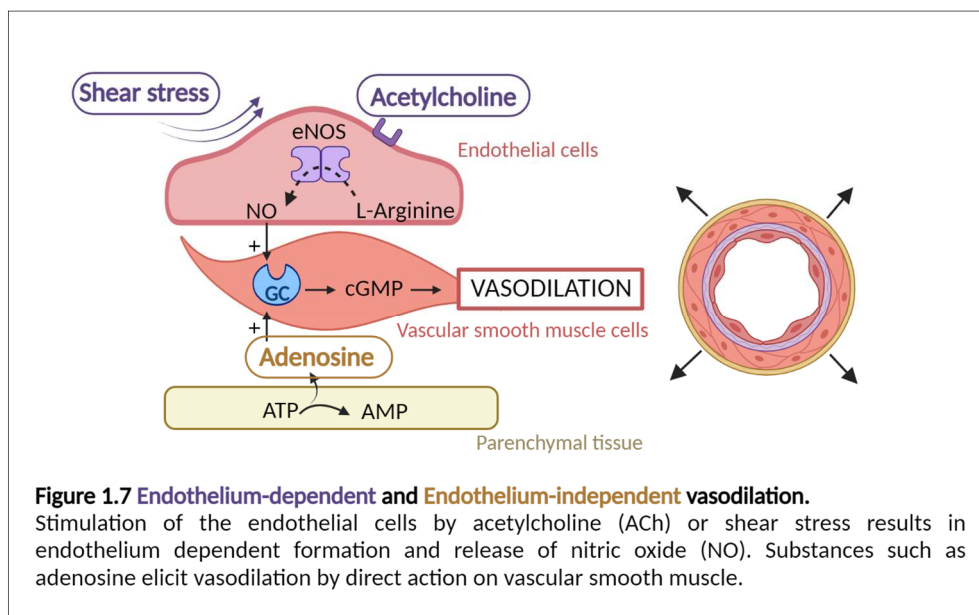 Shear stress
Acetylcholine
eNOS
Endothelial cells
NO
L-Arginine
+
GC
cGMP
VASODILATION
+
Vascular smooth muscle cells
Adenosine
ATP
AMP
Parenchymal tissue
Figure 1.7 Endothelium-dependent and Endothelium-independent vasodilation.
Stimulation of the endothelial cells by acetylcholine (ACh) or shear stress results in
endothelium dependent formation and release of nitric oxide (NO). Substances such as
adenosine elicit vasodilation by direct action on vascular smooth muscle.